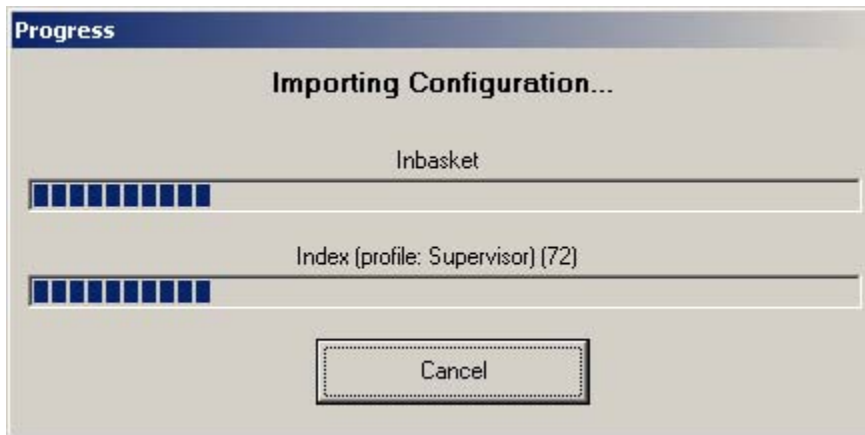 Progress
Importing Configuration...
Inbasket
Index (profile: Supervisor) (72)
Cancel